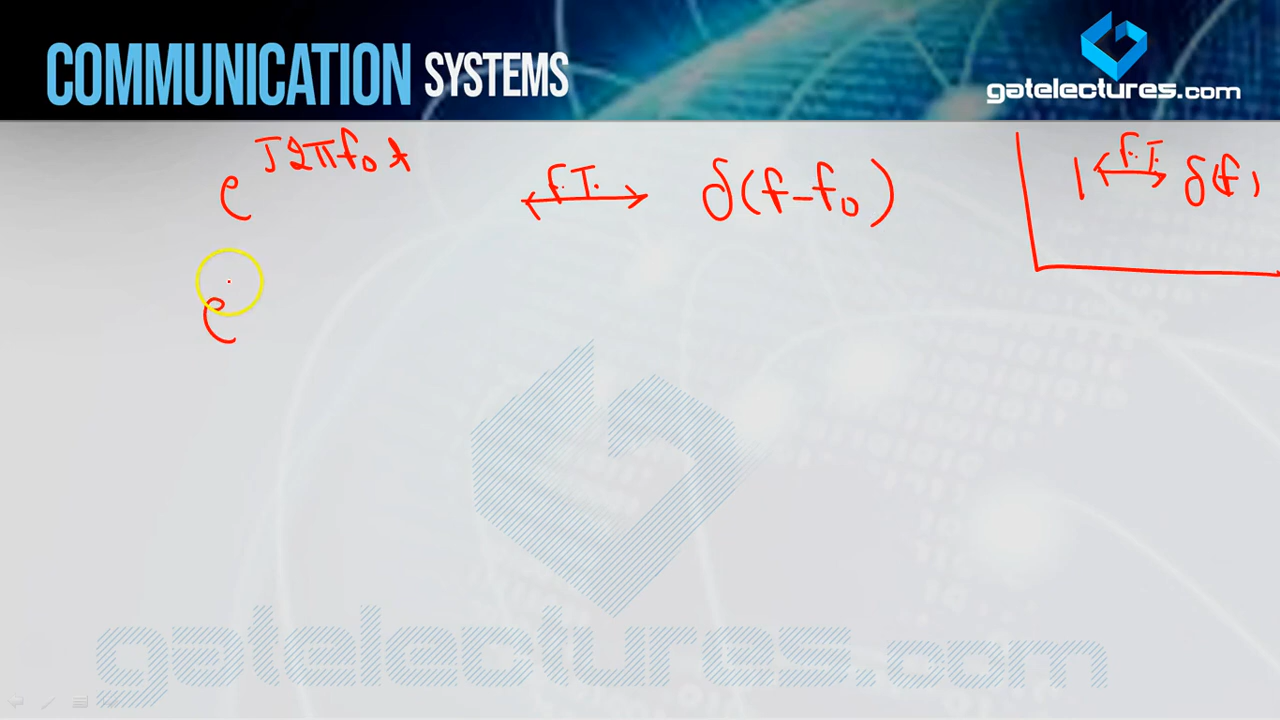 COMMUNICATION SYSTEMS
gatelectures.com
e^{J2πf₀t} ⟷ F.T. δ(f-f₀)
1 ⟷ F.T. δ(f)
e
gatelectures.com